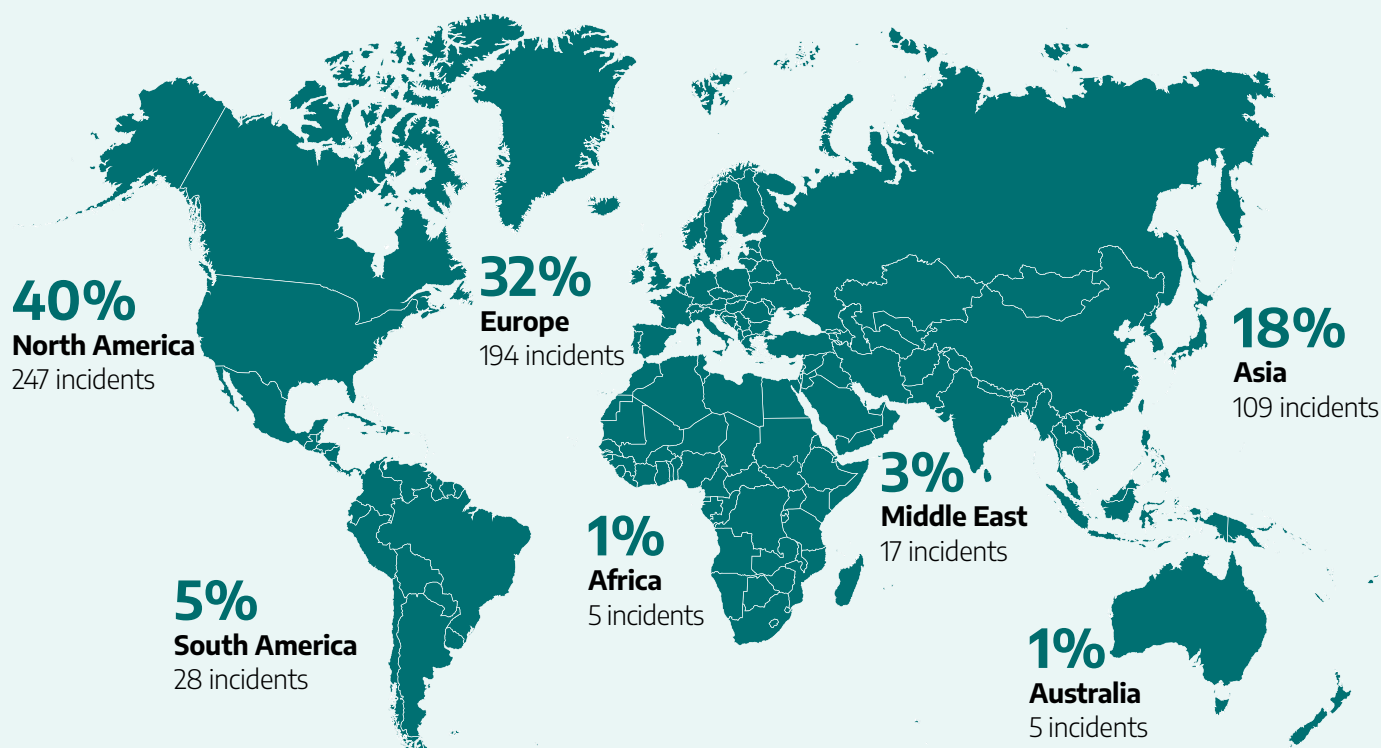 40%
North America
247 incidents
32%
Europe
194 incidents
18%
Asia
109 incidents
3%
Middle East
17 incidents
1%
Africa
5 incidents
5%
South America
28 incidents
1%
Australia
5 incidents